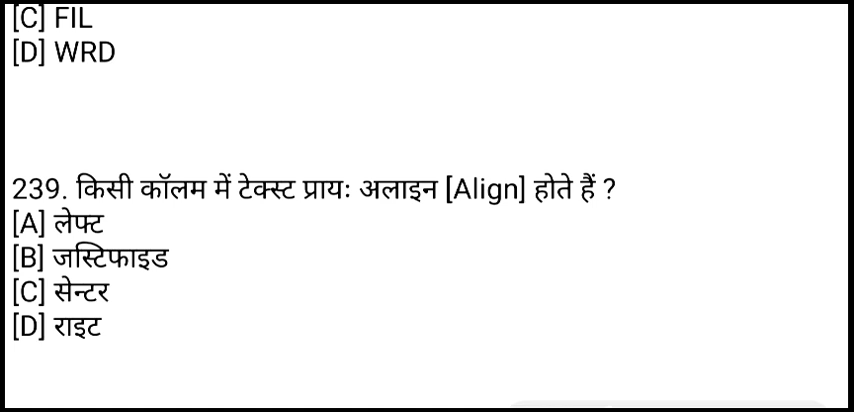 [C] FIL
[D] WRD
239. किसी कॉलम में टेक्स्ट प्रायः अलाइन [Align] होते हैं ?
[A] लेफ्ट
[B] जस्टिफाइड
[C] सेन्टर
[D] राइट